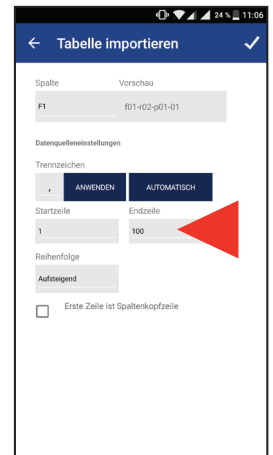 24 % 11:06
Tabelle importieren
Spalte Vorschau
F1 f01-r02-p01-01
Datenquelleneinstellungen
Trennzeichen
, ANWENDEN AUTOMATISCH
Startzeile Endzeile
1 100
Reihenfolge
Aufsteigend
Erste Zeile ist Spaltenkopfzeile